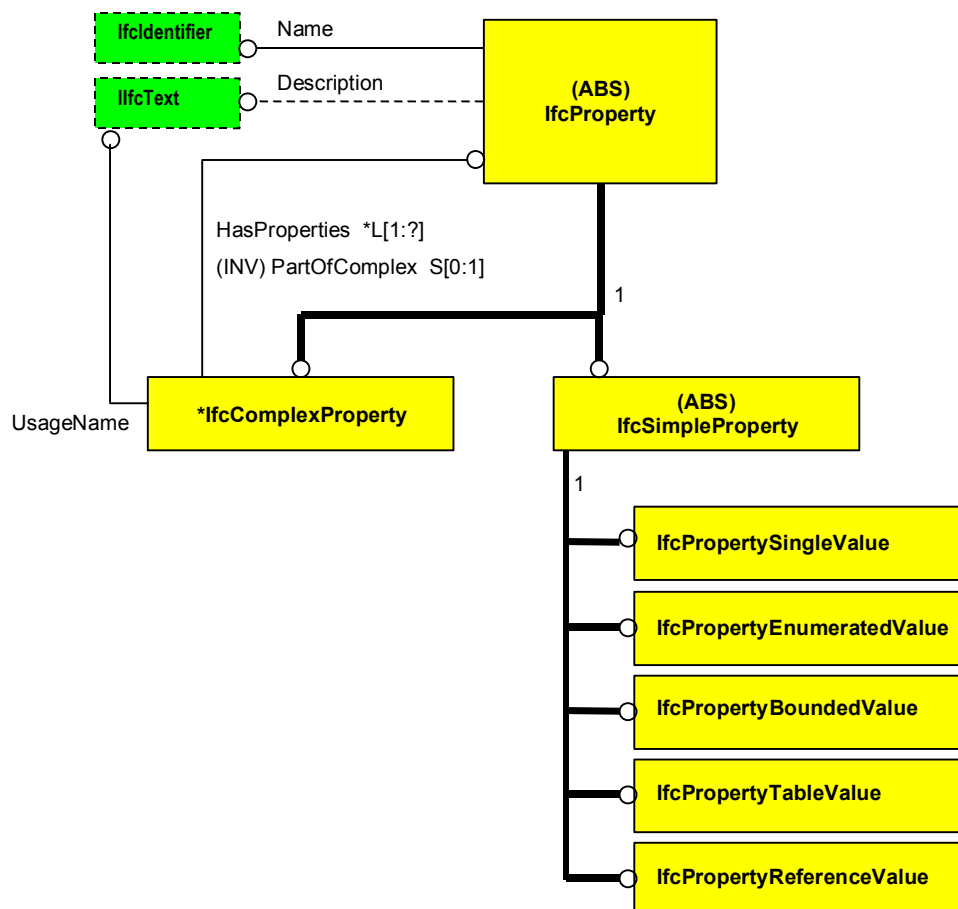 IfcIdentifier
Name
IIfcText
Description
(ABS)
IfcProperty
HasProperties *L[1:?]
(INV) PartOfComplex S[0:1]
1
UsageName
*IfcComplexProperty
(ABS)
IfcSimpleProperty
1
IfcPropertySingleValue
IfcPropertyEnumeratedValue
IfcPropertyBoundedValue
IfcPropertyTableValue
IfcPropertyReferenceValue